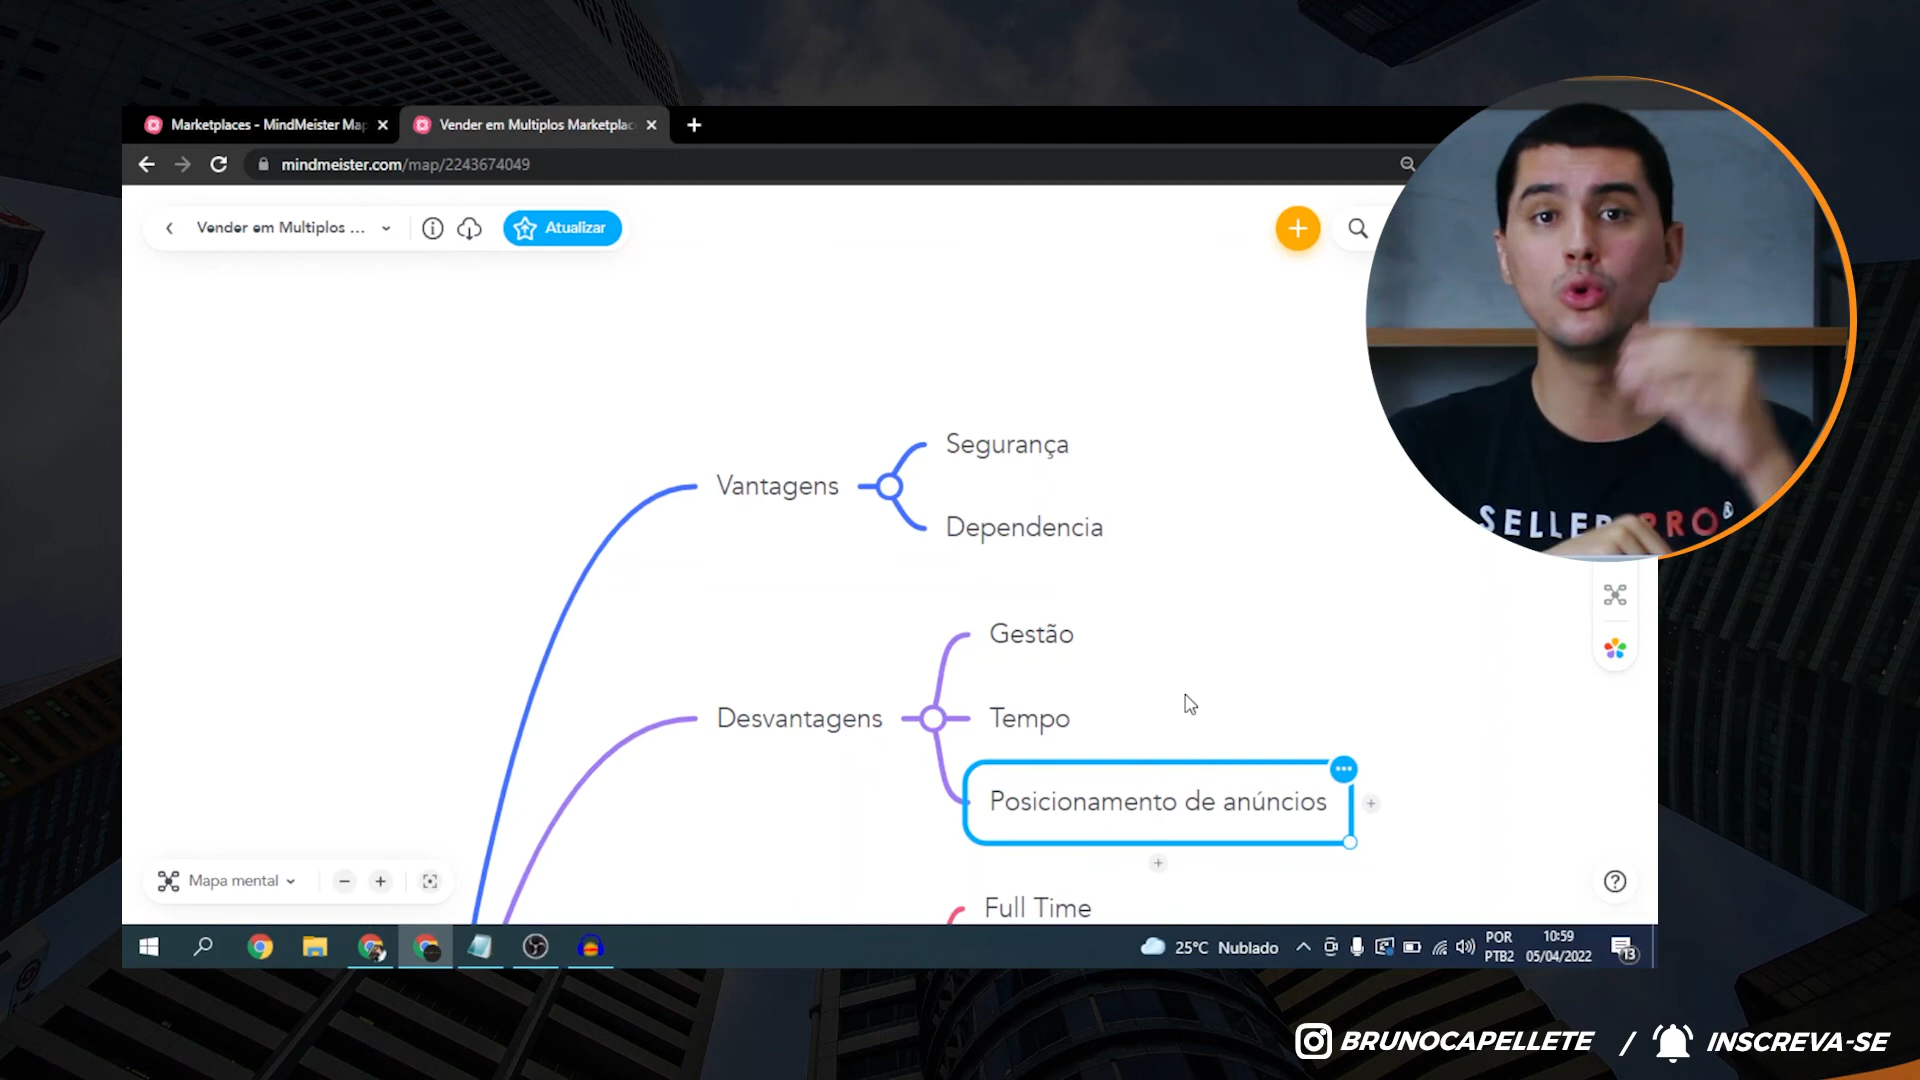 Marketplaces - MindMeister Map
Vender em Multiplos Marketplac
mindmeister.com/map/2243674049
Vender em Multiplos ...
Atualizar
Segurança
Vantagens
Dependencia
SELLER PRO
Gestão
Desvantagens
Tempo
Posicionamento de anúncios
Mapa mental
Full Time
25°C Nublado
POR
PTB2
10:59
05/04/2022
13
BRUNOCAPELLETE / INSCREVA-SE